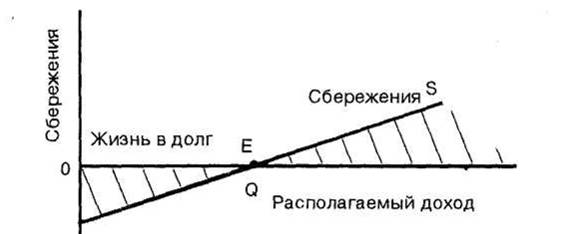 Сбережения
Сбережения S
Жизнь в долг
E
0
Q
Располагаемый доход